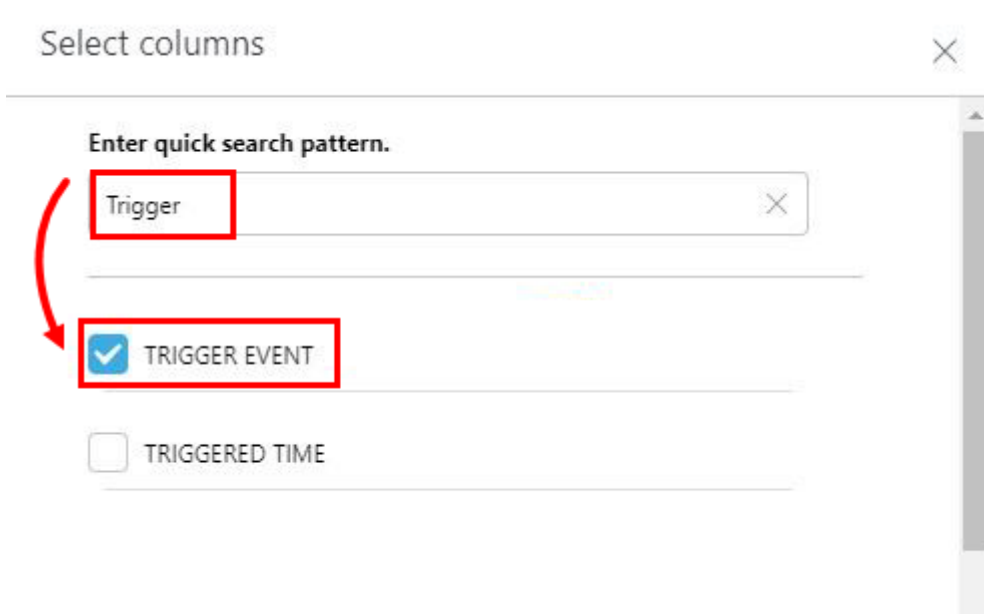 Select columns
Enter quick search pattern.
Trigger
TRIGGER EVENT
TRIGGERED TIME